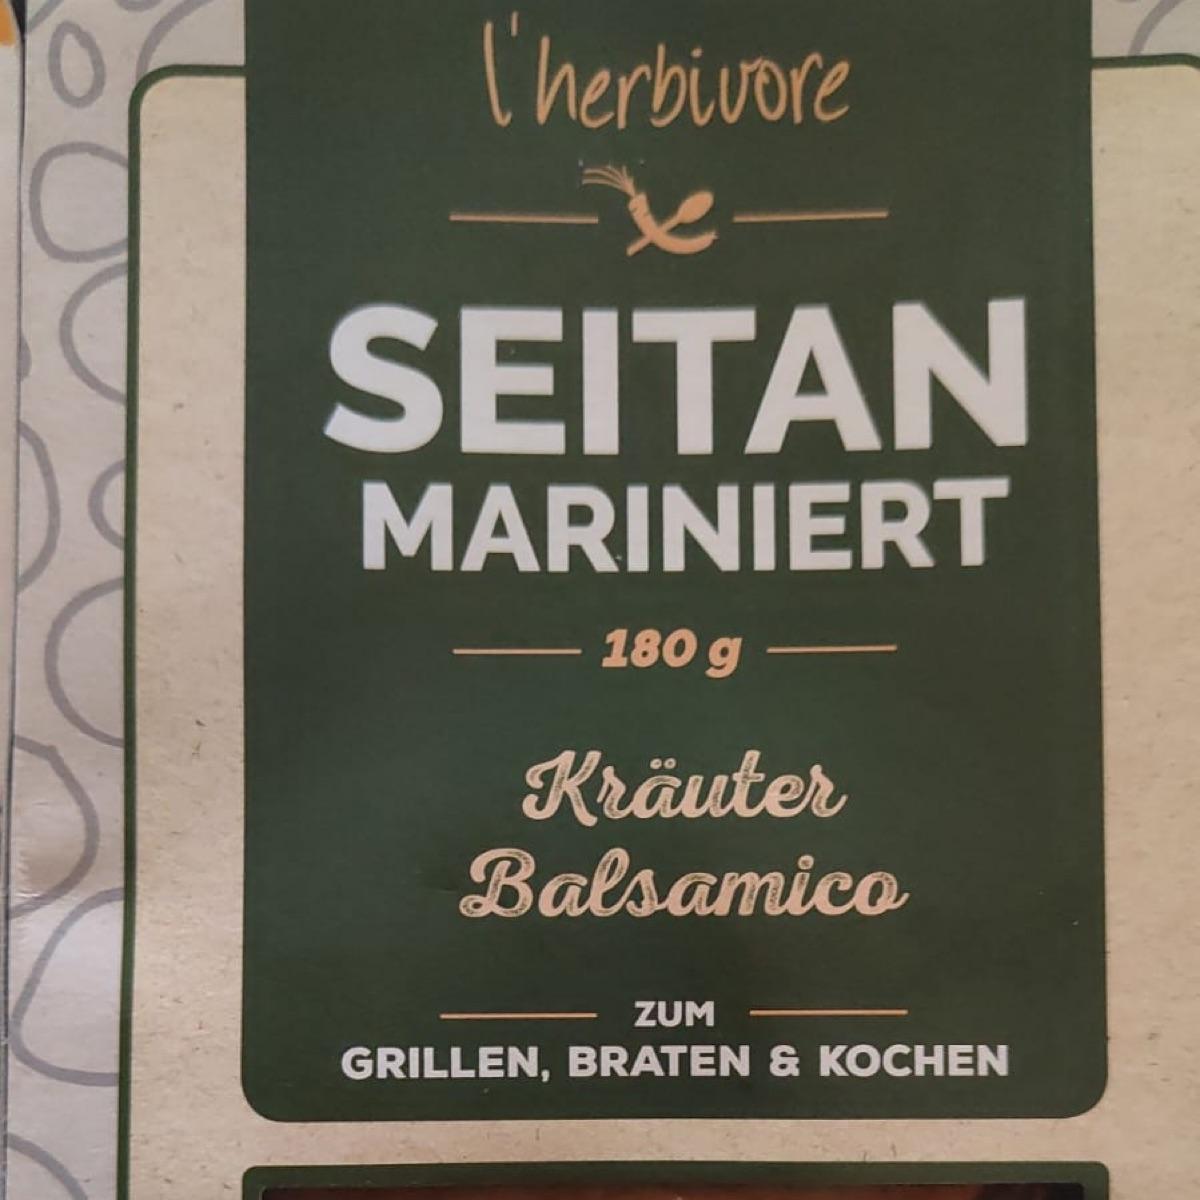 l'herbivore
SEITAN
MARINIERT
180 g
Kräuter
Balsamico
ZUM
GRILLEN, BRATEN & KOCHEN